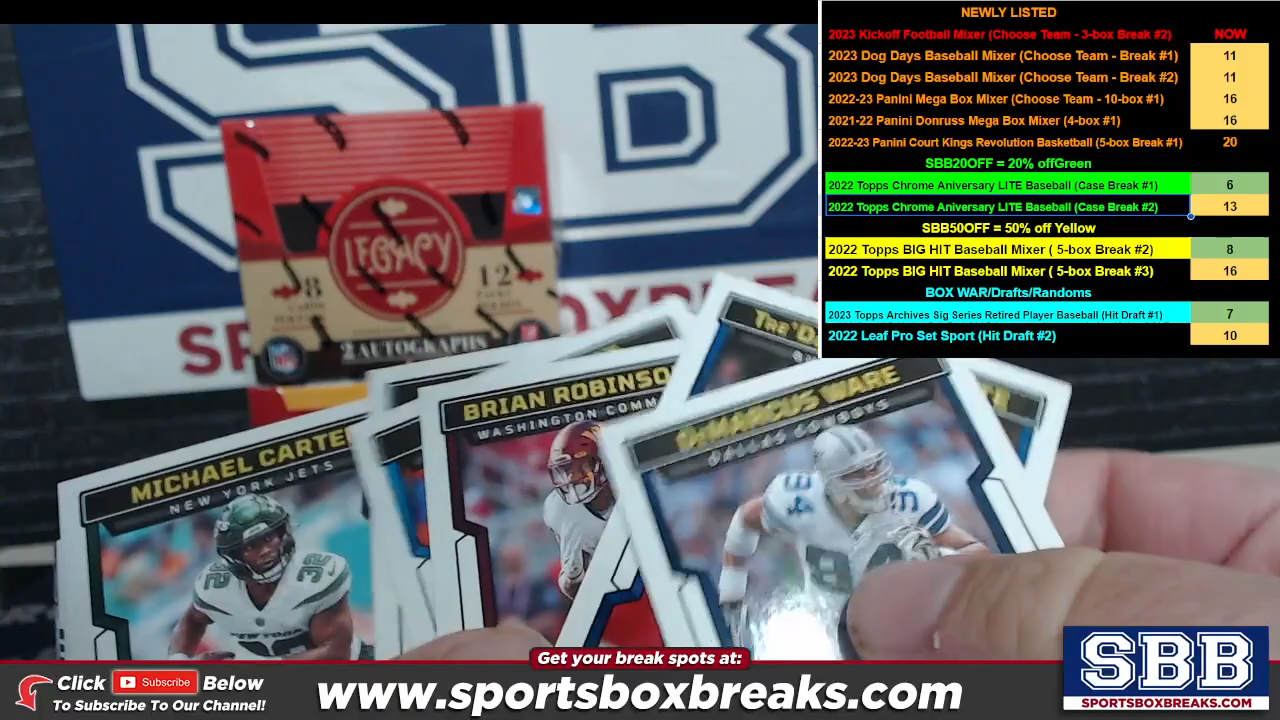 NEWLY LISTED
2023 Kickoff Football Mixer (Choose Team - 3-box Break #2) NOW
2023 Dog Days Baseball Mixer (Choose Team - Break #1) 11
2023 Dog Days Baseball Mixer (Choose Team - Break #2) 11
2022-23 Panini Mega Box Mixer (Choose Team - 10-box #1) 16
2021-22 Panini Donruss Mega Box Mixer (4-box #1) 16
2022-23 Panini Court Kings Revolution Basketball (5-box Break #1) 20
SBB20OFF = 20% offGreen
2022 Topps Chrome Aniversary LITE Baseball (Case Break #1) 6
2022 Topps Chrome Aniversary LITE Baseball (Case Break #2) 13
SBB50OFF = 50% off Yellow
2022 Topps BIG HIT Baseball Mixer ( 5-box Break #2) 8
2022 Topps BIG HIT Baseball Mixer ( 5-box Break #3) 16
BOX WAR/Drafts/Randoms
2023 Topps Archives Sig Series Retired Player Baseball (Hit Draft #1) 7
2022 Leaf Pro Set Sport (Hit Draft #2) 10
SBB
LEGACY
8
12
2 AUTOGRAPHS
NFL
MICHAEL CARTE
NEW YORK JETS
32
32
BRIAN ROBINSO
WASHINGTON COMM
TRE'D
DEMARCUS WARE
DALLAS COWBOYS
94
Get your break spots at:
Click Subscribe Below
To Subscribe To Our Channel!
www.sportsboxbreaks.com
SBB
SPORTSBOXBREAKS.COM